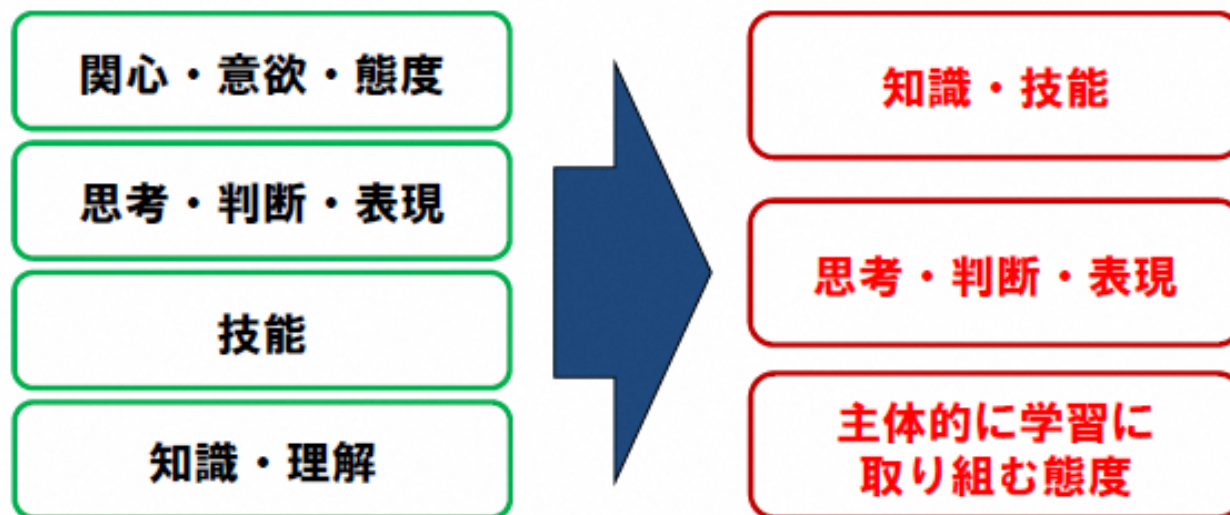 関心・意欲・態度
思考・判断・表現
技能
知識・理解
知識・技能
思考・判断・表現
主体的に学習に
取り組む態度